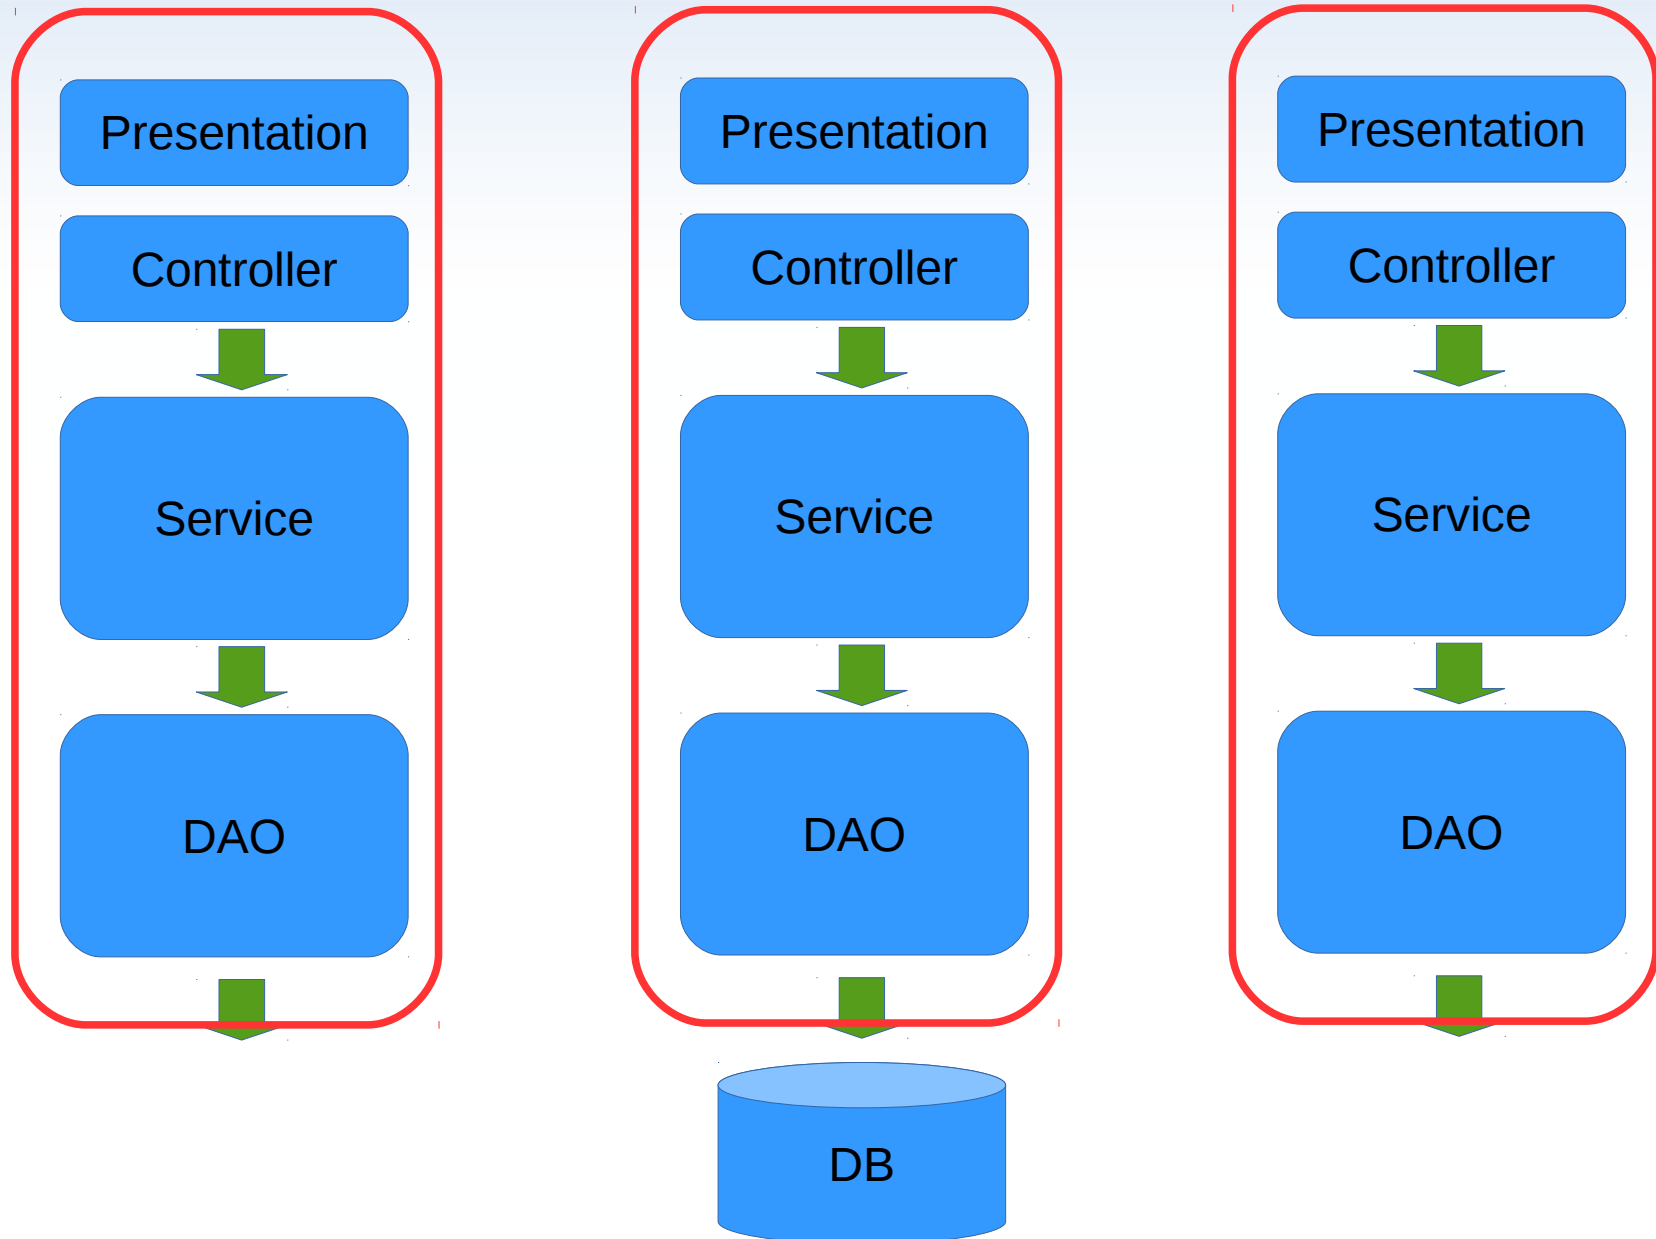 Presentation
Controller
Service
DAO
Presentation
Controller
Service
DAO
DB
Presentation
Controller
Service
DAO